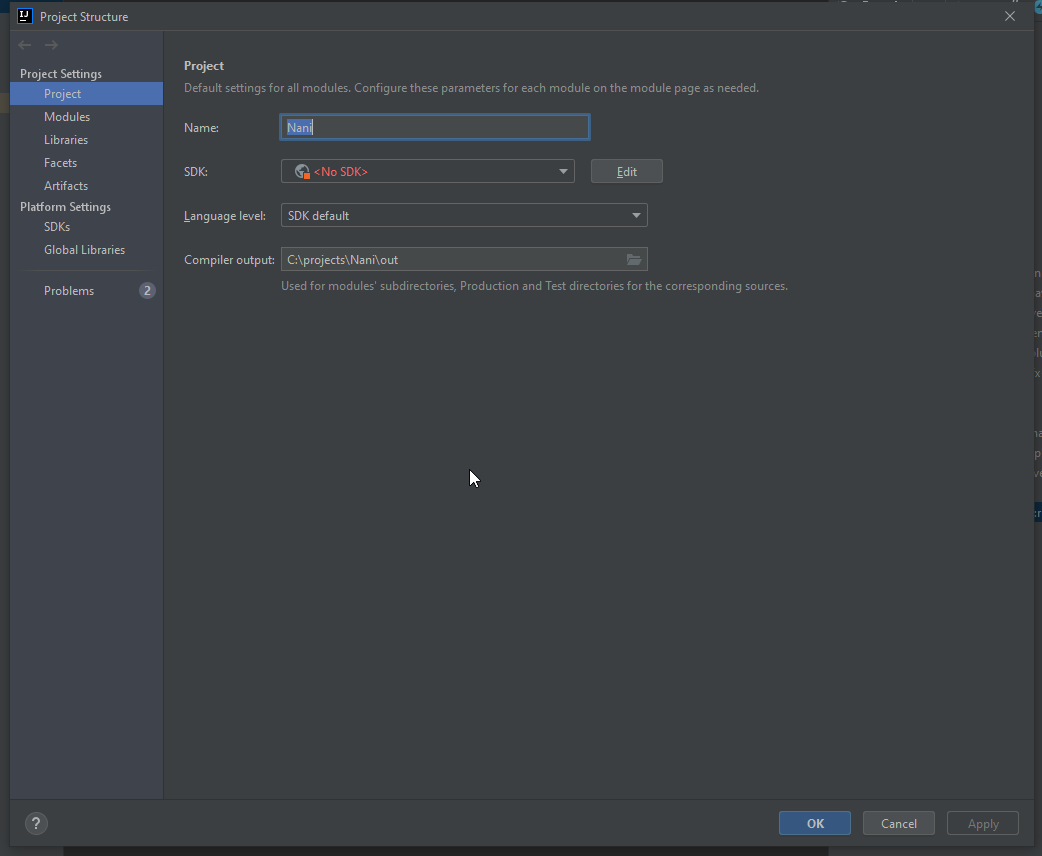 Project Structure
Project Settings
Project
Modules
Libraries
Facets
Artifacts
Platform Settings
SDKs
Global Libraries
Problems 2
Project
Default settings for all modules. Configure these parameters for each module on the module page as needed.
Name: Nani
SDK: <No SDK> Edit
Language level: SDK default
Compiler output: C:\projects\Nani\out
Used for modules' subdirectories, Production and Test directories for the corresponding sources.
? OK Cancel Apply